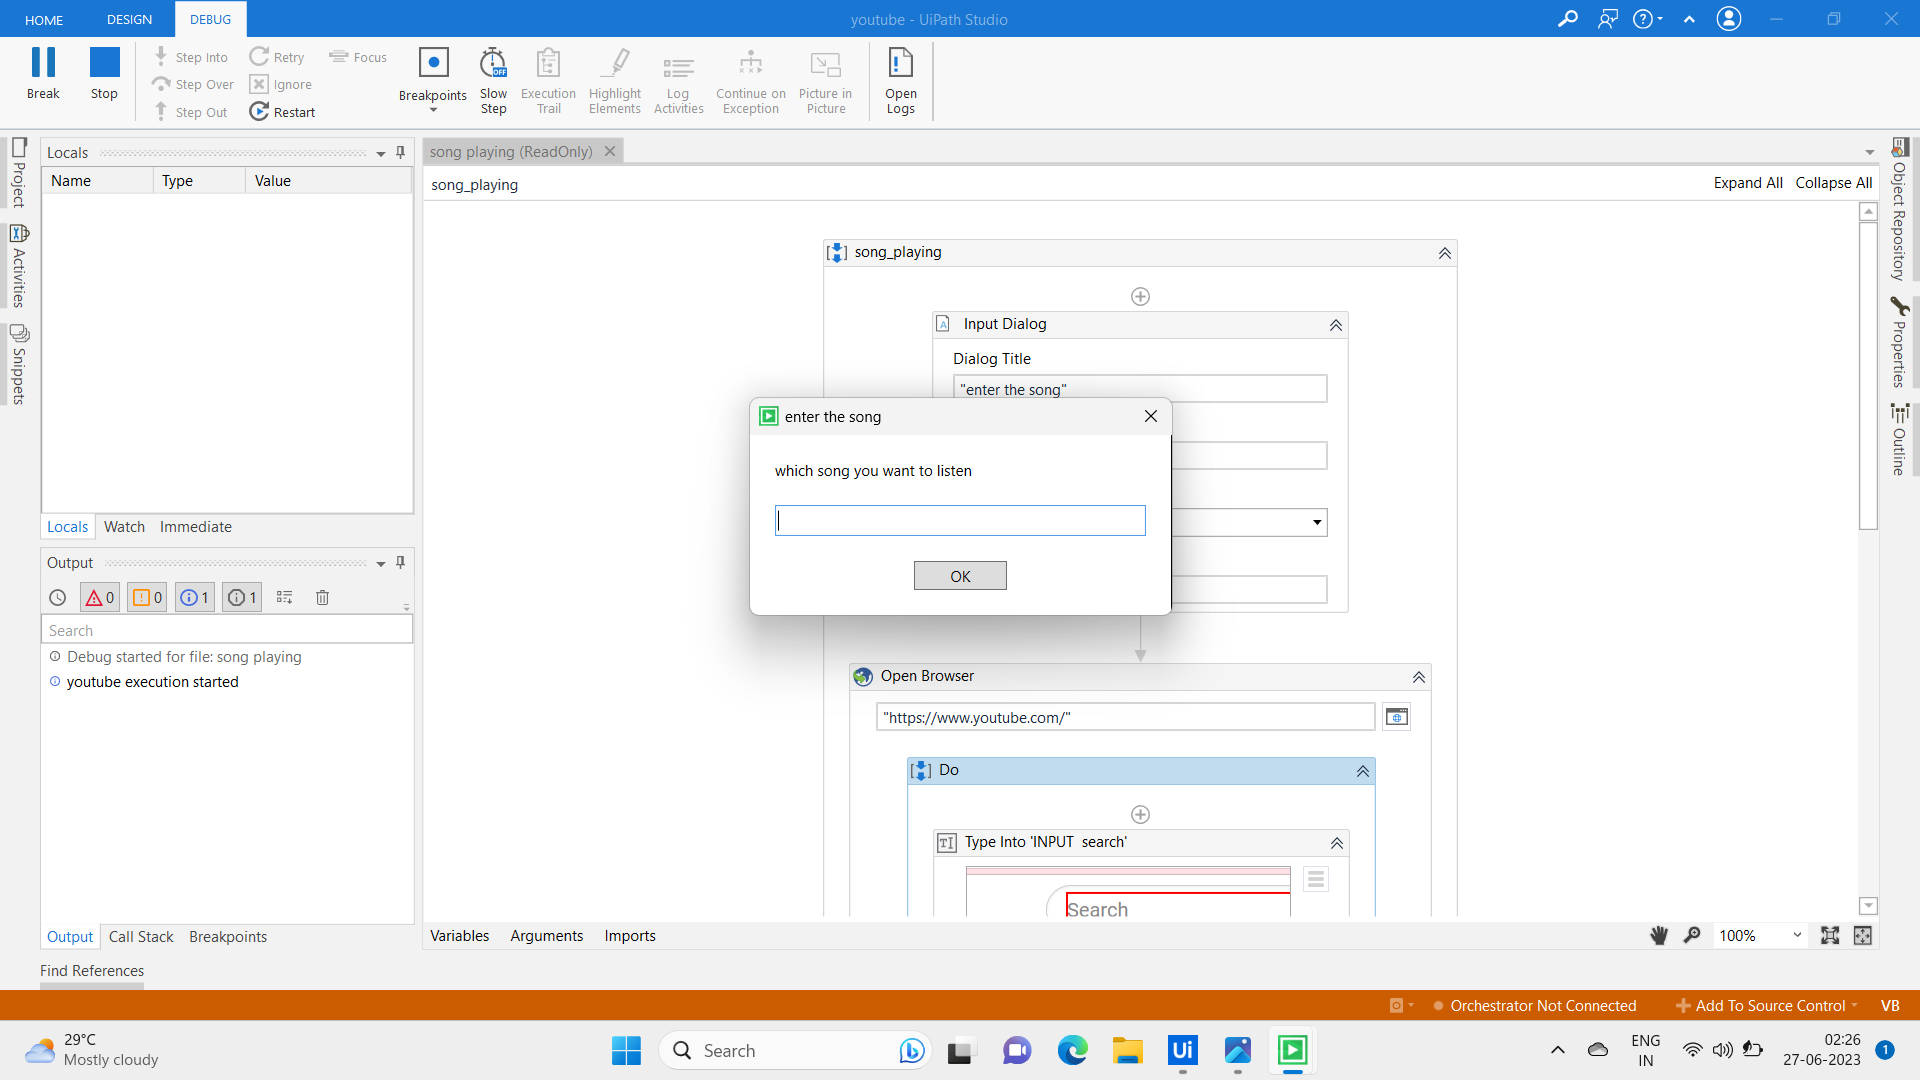 HOME
DESIGN
DEBUG
youtube - UiPath Studio
Break
Stop
Step Into
Step Over
Step Out
Retry
Ignore
Restart
Focus
Breakpoints
Slow Step
OFF
Execution Trail
Highlight Elements
Log Activities
Continue on Exception
Picture in Picture
Open Logs
Project
Activities
Snippets
Locals
Name
Type
Value
Locals
Watch
Immediate
Output
0
0
1
1
Search
Debug started for file: song playing
youtube execution started
Output
Call Stack
Breakpoints
Find References
song playing (ReadOnly)
song_playing
Expand All
Collapse All
song_playing
Input Dialog
Dialog Title
"enter the song"
enter the song
which song you want to listen
OK
Open Browser
"https://www.youtube.com/"
Do
Type Into 'INPUT  search'
Search
Variables
Arguments
Imports
100%
Object Repository
Properties
Outline
Orchestrator Not Connected
Add To Source Control
VB
29°C
Mostly cloudy
Search
Ui
ENG
IN
02:26
27-06-2023
1